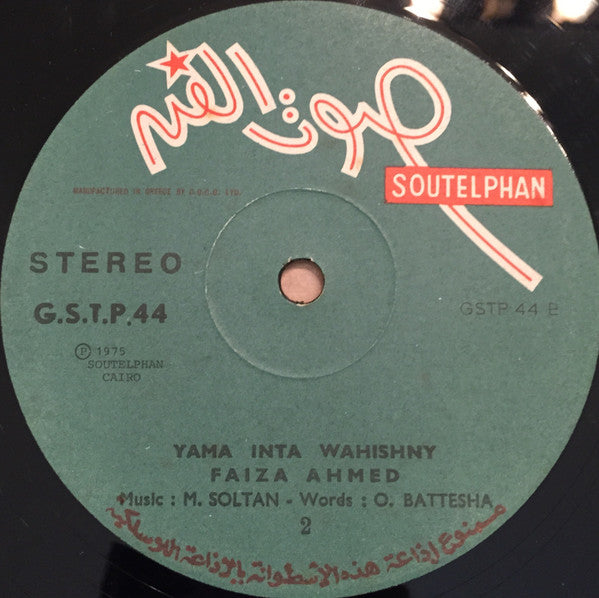 صوت الفن
SOUTELPHAN
MANUFACTURED IN GREECE BY G.D.C.C. LTD.
STEREO
G.S.T.P. 44
GSTP 44 B
Ⓟ 1975
SOUTELPHAN
CAIRO
YAMA INTA WAHISHNY
FAIZA AHMED
Music : M. SOLTAN - Words : O. BATTESHA
2
ممنوع إذاعة هذه الأسطوانة بالإذاعة اللاسلكية